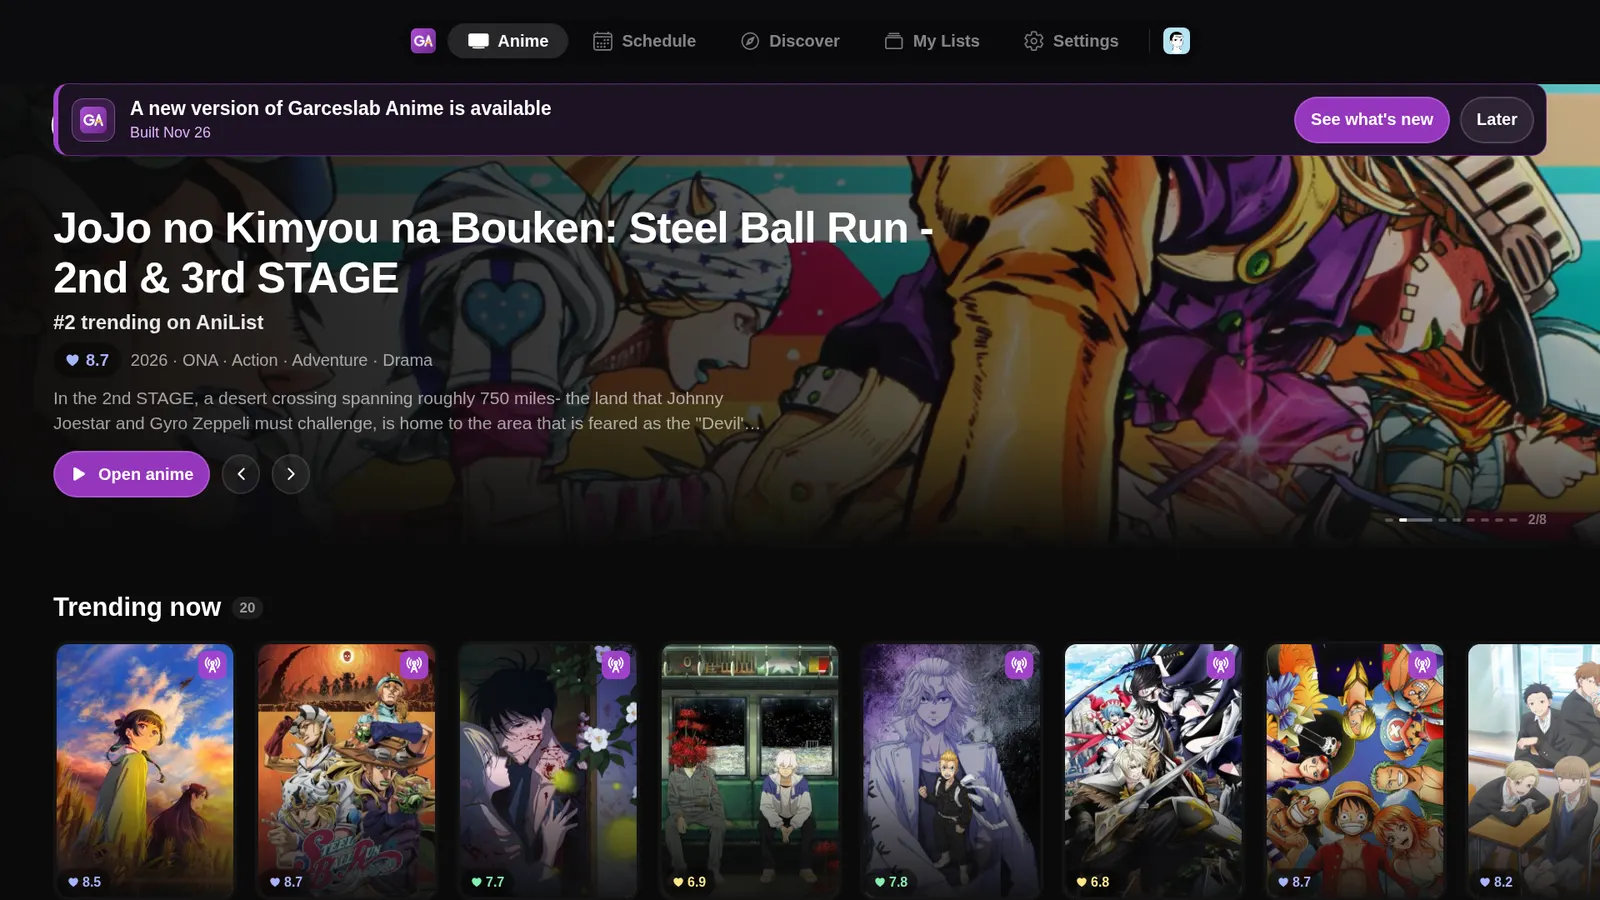 GA
Anime
Schedule
Discover
My Lists
Settings
GA
A new version of Garceslab Anime is available
Built Nov 26
See what's new
Later
JoJo no Kimyou na Bouken: Steel Ball Run -
2nd & 3rd STAGE
#2 trending on AniList
8.7
2026 · ONA · Action · Adventure · Drama
In the 2nd STAGE, a desert crossing spanning roughly 750 miles- the land that Johnny
Joestar and Gyro Zeppeli must challenge, is home to the area that is feared as the "Devil'…
Open anime
2/8
Trending now
20
STEEL
BALL RUN
8.5
8.7
7.7
6.9
7.8
6.8
8.7
8.2